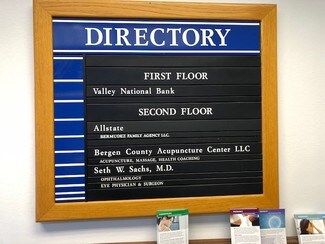 DIRECTORY
FIRST FLOOR
Valley National Bank
SECOND FLOOR
Allstate
BERMUDEZ FAMILY AGENCY LLC.
Bergen County Acupuncture Center LLC
ACUPUNCTURE, MASSAGE, HEALTH COACHING
Seth W. Sachs, M.D.
OPHTHALMOLOGY
EYE PHYSICIAN & SURGEON